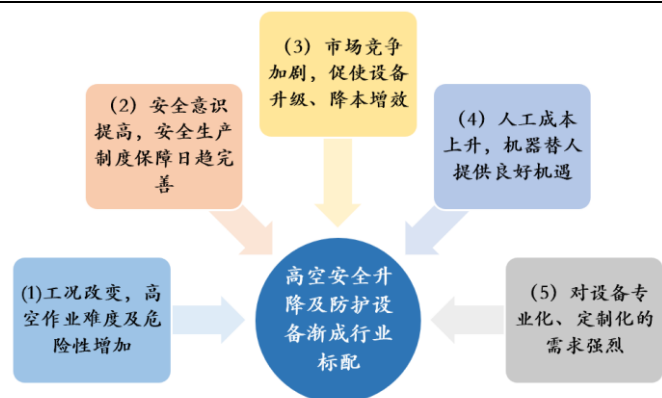 (1)工况改变，高
空作业难度及危
险性增加
（2）安全意识
提高，安全生产
制度保障日趋完
善
（3）市场竞争
加剧，促使设备
升级、降本增效
（4）人工成本
上升，机器替人
提供良好机遇
（5）对设备专
业化、定制化的
需求强烈
高空安全升
降及防护设
备渐成行业
标配